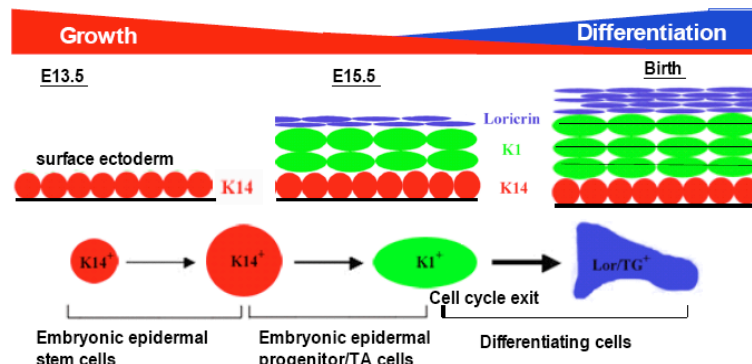 Growth
Differentiation
E13.5
E15.5
Birth
Loricrin
surface ectoderm
K1
K14
K14
K14+
K14+
K1+
Lor/TG+
Cell cycle exit
Embryonic epidermal
stem cells
Embryonic epidermal
progenitor/TA cells
Differentiating cells